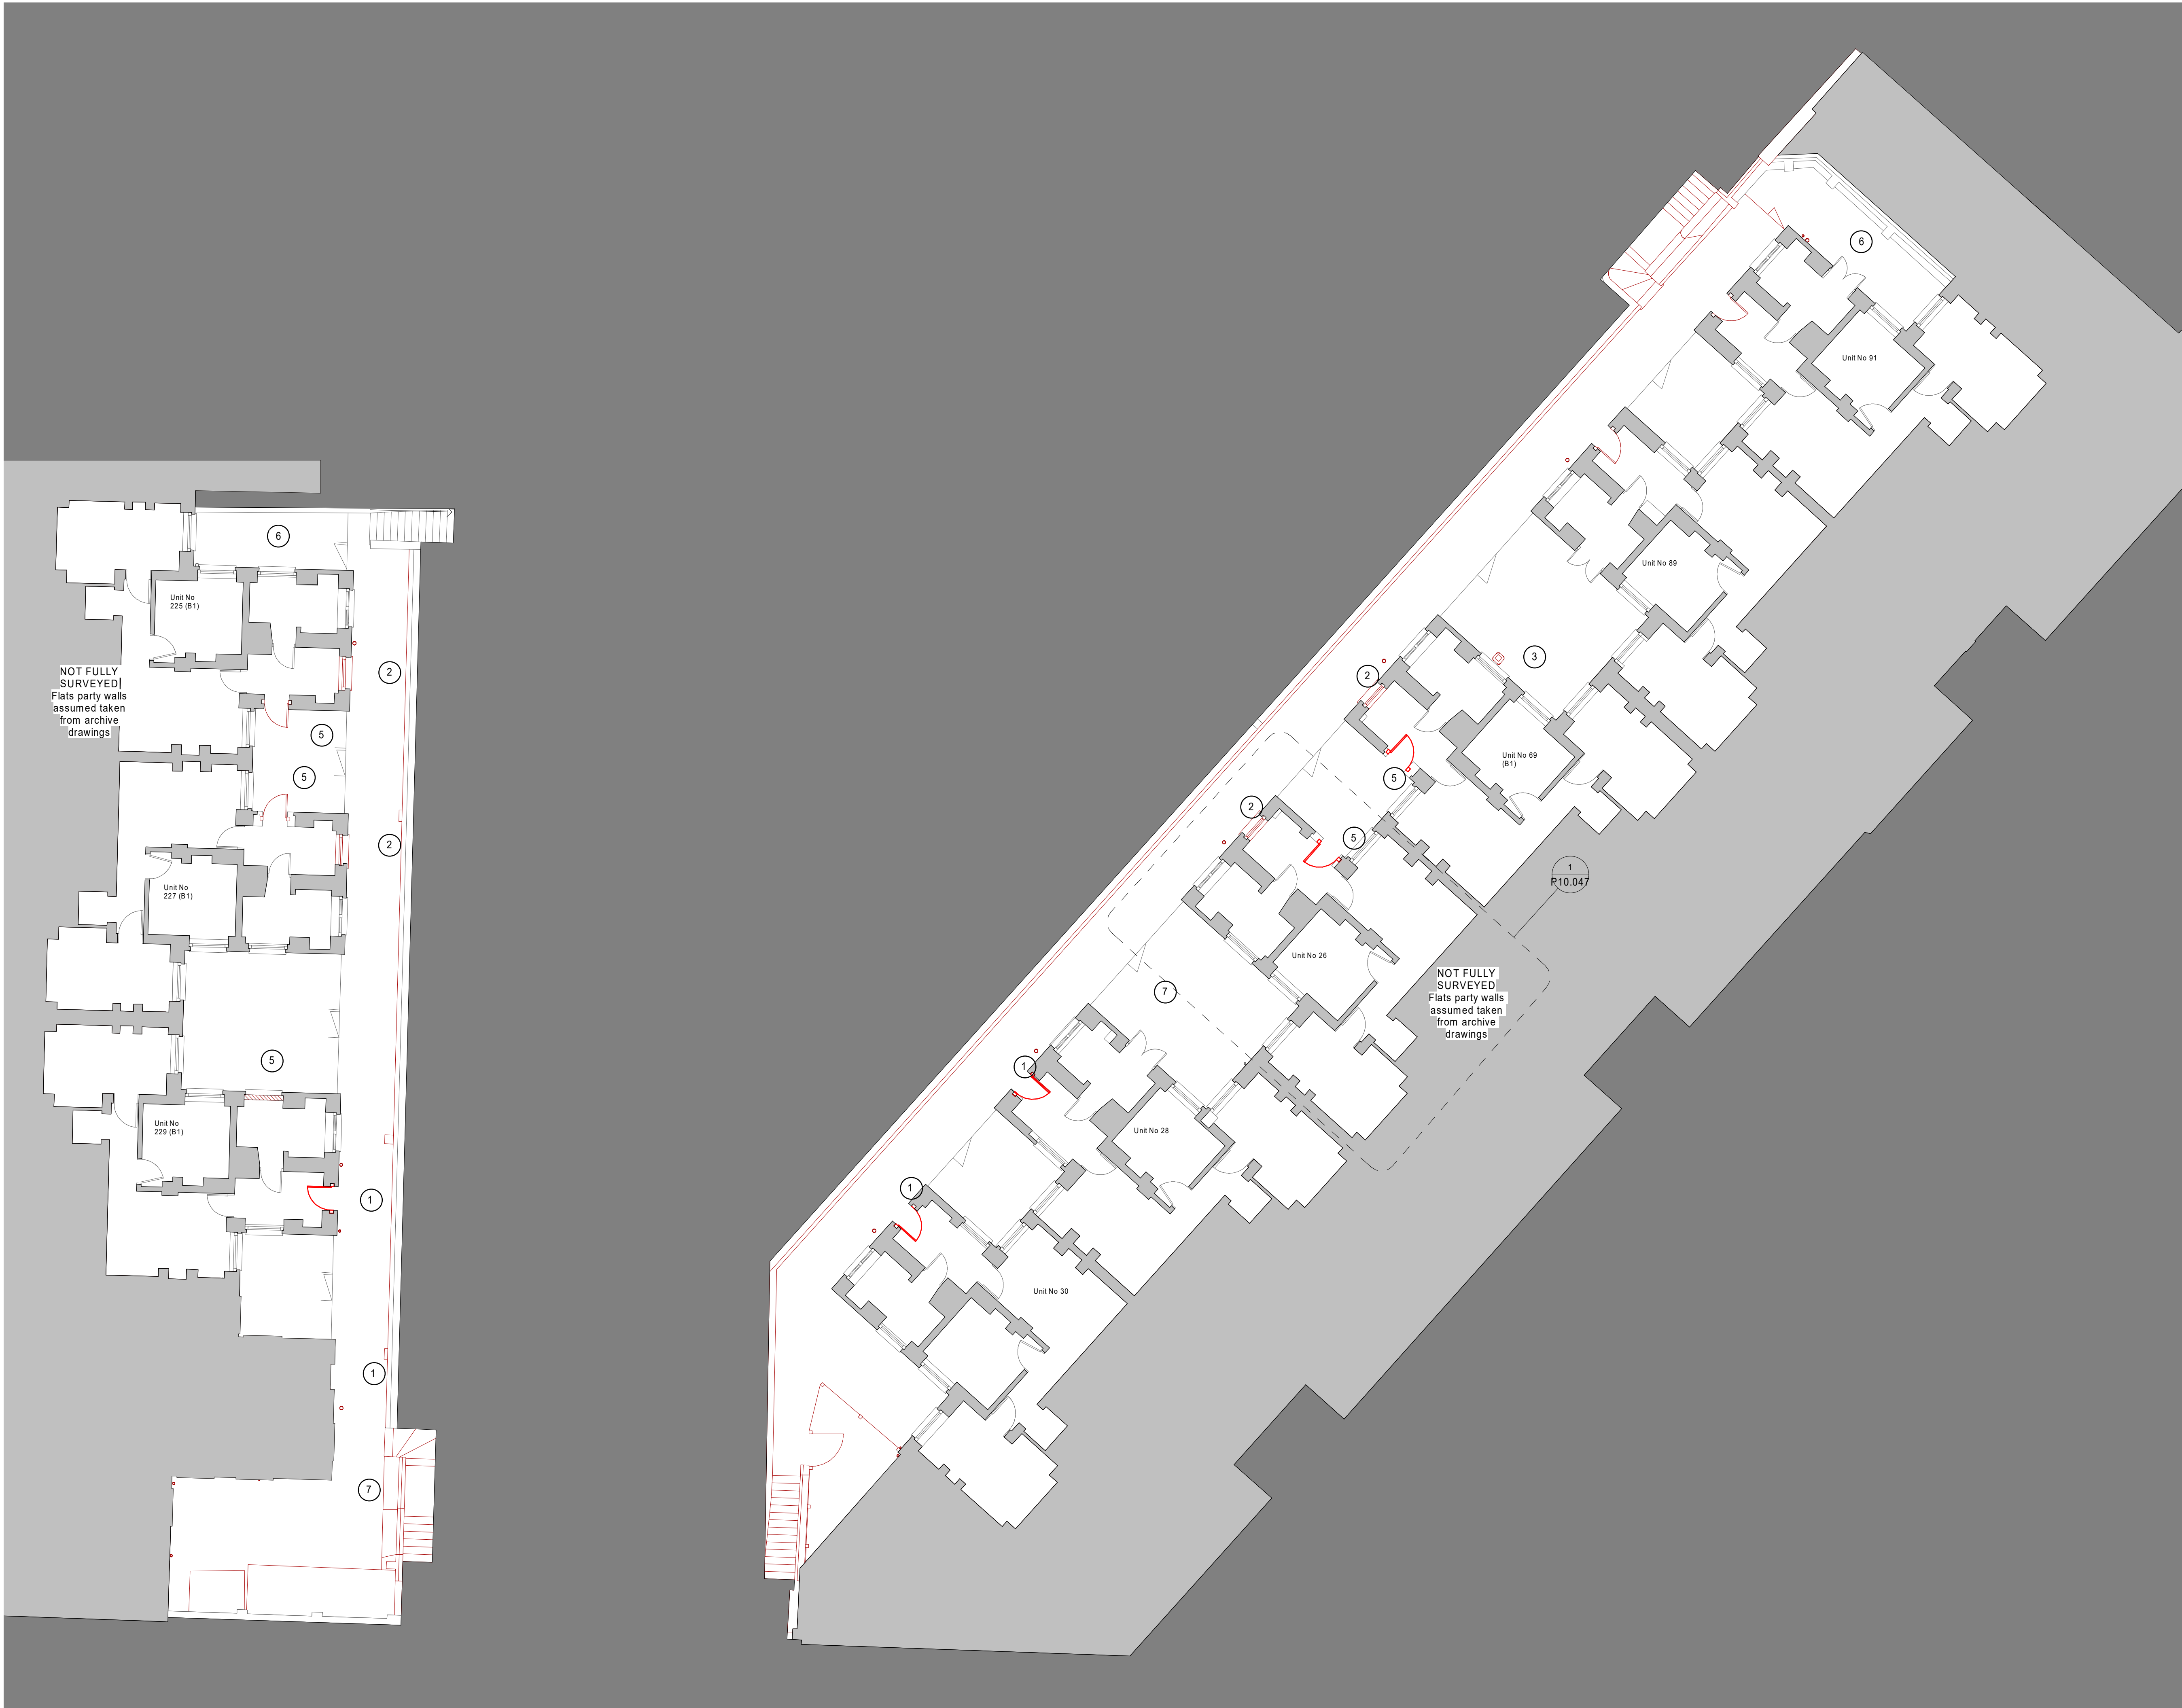 6
Unit No
225 (B1)
2
NOT FULLY
SURVEYED
Flats party walls
assumed taken
from archive
drawings
5
5
2
Unit No
227 (B1)
5
Unit No
229 (B1)
1
1
7
6
Unit No 91
Unit No 89
3
2
Unit No 69
(B1)
5
2
5
1
P10.047
Unit No 26
NOT FULLY
SURVEYED
Flats party walls
assumed taken
from archive
drawings
7
1
Unit No 28
1
Unit No 30